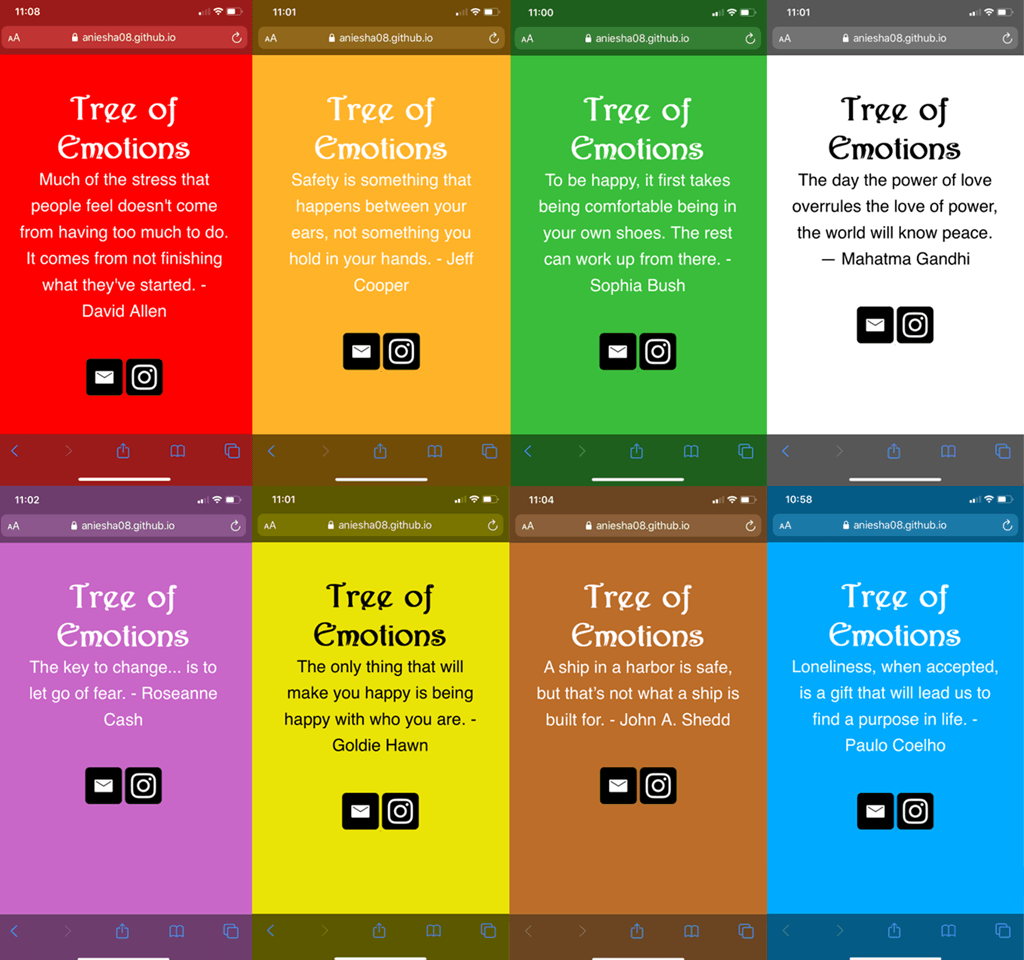 11:08
AA aniesha08.github.io
Tree of
Emotions
Much of the stress that
people feel doesn't come
from having too much to do.
It comes from not finishing
what they've started. -
David Allen
11:01
AA aniesha08.github.io
Tree of
Emotions
Safety is something that
happens between your
ears, not something you
hold in your hands. - Jeff
Cooper
11:00
AA aniesha08.github.io
Tree of
Emotions
To be happy, it first takes
being comfortable being in
your own shoes. The rest
can work up from there. -
Sophia Bush
11:01
AA aniesha08.github.io
Tree of
Emotions
The day the power of love
overrules the love of power,
the world will know peace.
— Mahatma Gandhi
11:02
AA aniesha08.github.io
Tree of
Emotions
The key to change... is to
let go of fear. - Roseanne
Cash
11:01
AA aniesha08.github.io
Tree of
Emotions
The only thing that will
make you happy is being
happy with who you are. -
Goldie Hawn
11:04
AA aniesha08.github.io
Tree of
Emotions
A ship in a harbor is safe,
but that’s not what a ship is
built for. - John A. Shedd
10:58
AA aniesha08.github.io
Tree of
Emotions
Loneliness, when accepted,
is a gift that will lead us to
find a purpose in life. -
Paulo Coelho